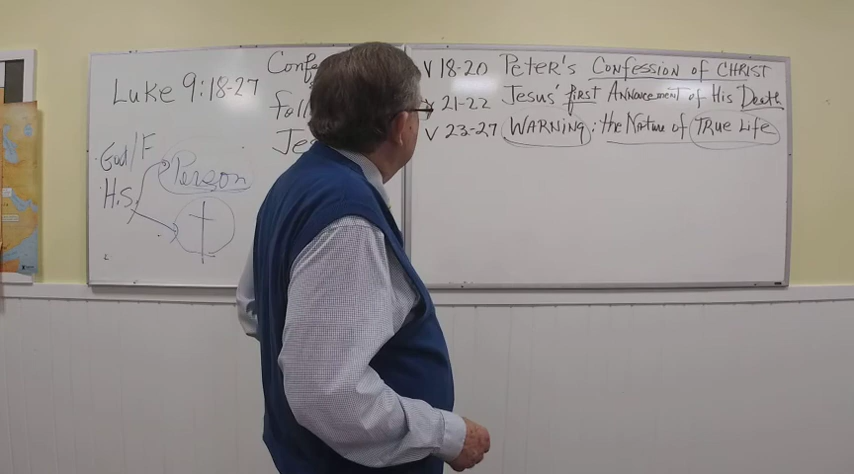 Luke 9:18-27
God/F
H.S.
Person
v 18-20 Peter's Confession of CHRIST
21-22 Jesus' first Annoucement of His Death
v 23-27 WARNING: the Nature of TRUE Life